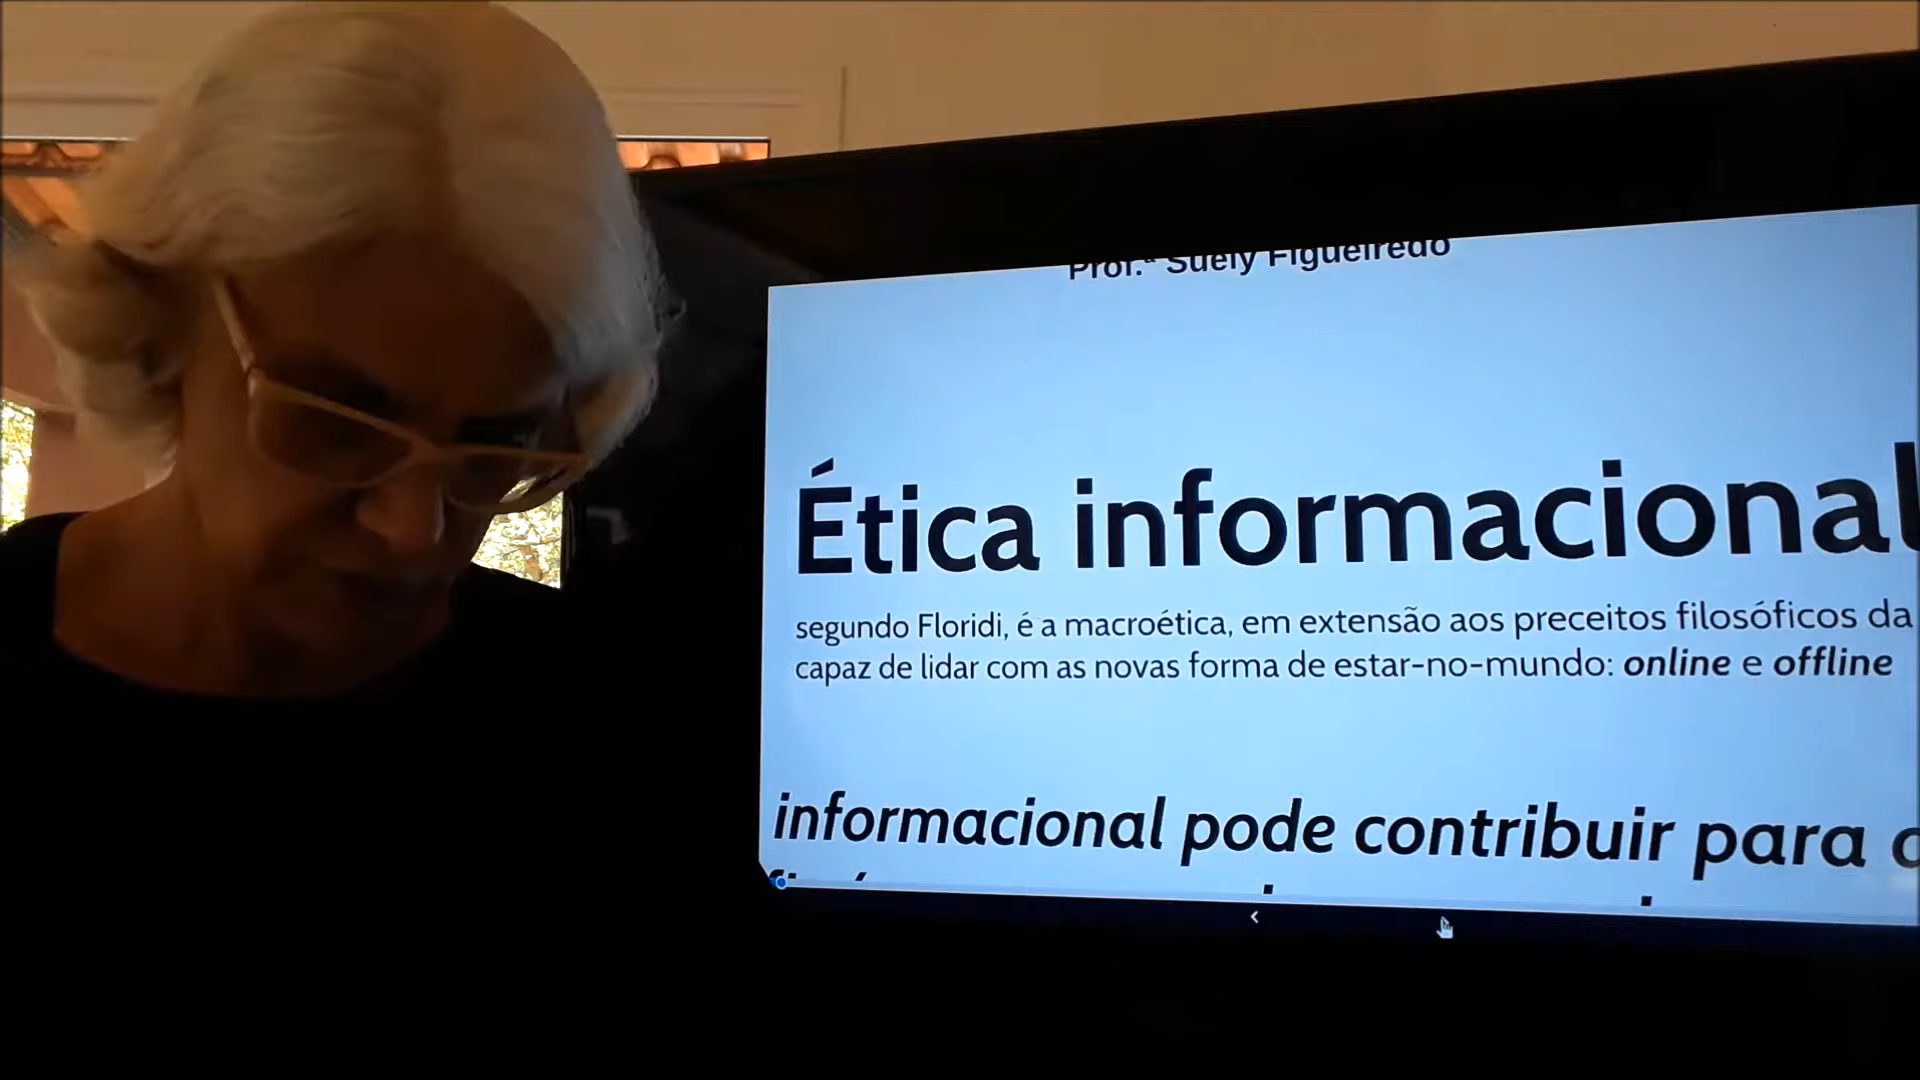 Prof.ª Suely Figueiredo
Ética informacional
segundo Floridi, é a macroética, em extensão aos preceitos filosóficos da
capaz de lidar com as novas forma de estar-no-mundo: online e offline
informacional pode contribuir para